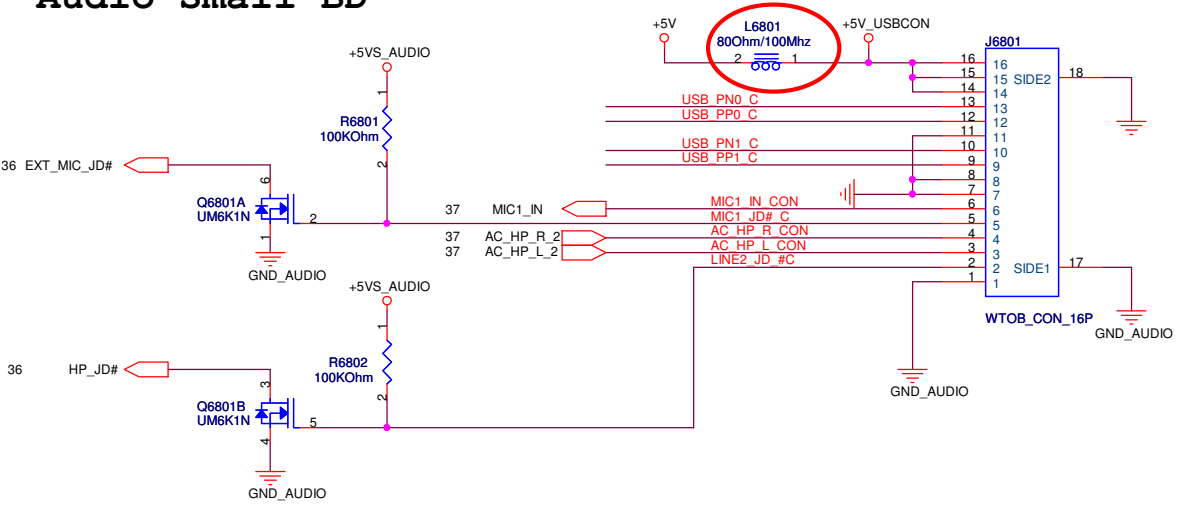 Audio Small BD
+5V
L6801
80Ohm/100Mhz
2
1
+5V_USBCON
J6801
+5VS_AUDIO
1
R6801
100KOhm
2
36 EXT_MIC_JD#
6
Q6801A
UM6K1N
2
1
GND_AUDIO
USB_PN0_C
USB_PP0_C
USB_PN1_C
USB_PP1_C
37 MIC1_IN
MIC1_IN_CON
MIC1_JD#_C
37 AC_HP_R_2
AC_HP_R_CON
37 AC_HP_L_2
AC_HP_L_CON
LINE2_JD_#C
16 16
15 15 SIDE2 18
14 14
13 13
12 12
11 11
10 10
9 9
8 8
7 7
6 6
5 5
4 4
3 3
2 2 SIDE1 17
1 1
WTOB_CON_16P
GND_AUDIO
GND_AUDIO
+5VS_AUDIO
1
R6802
100KOhm
2
36 HP_JD#
3
Q6801B
UM6K1N
5
4
GND_AUDIO